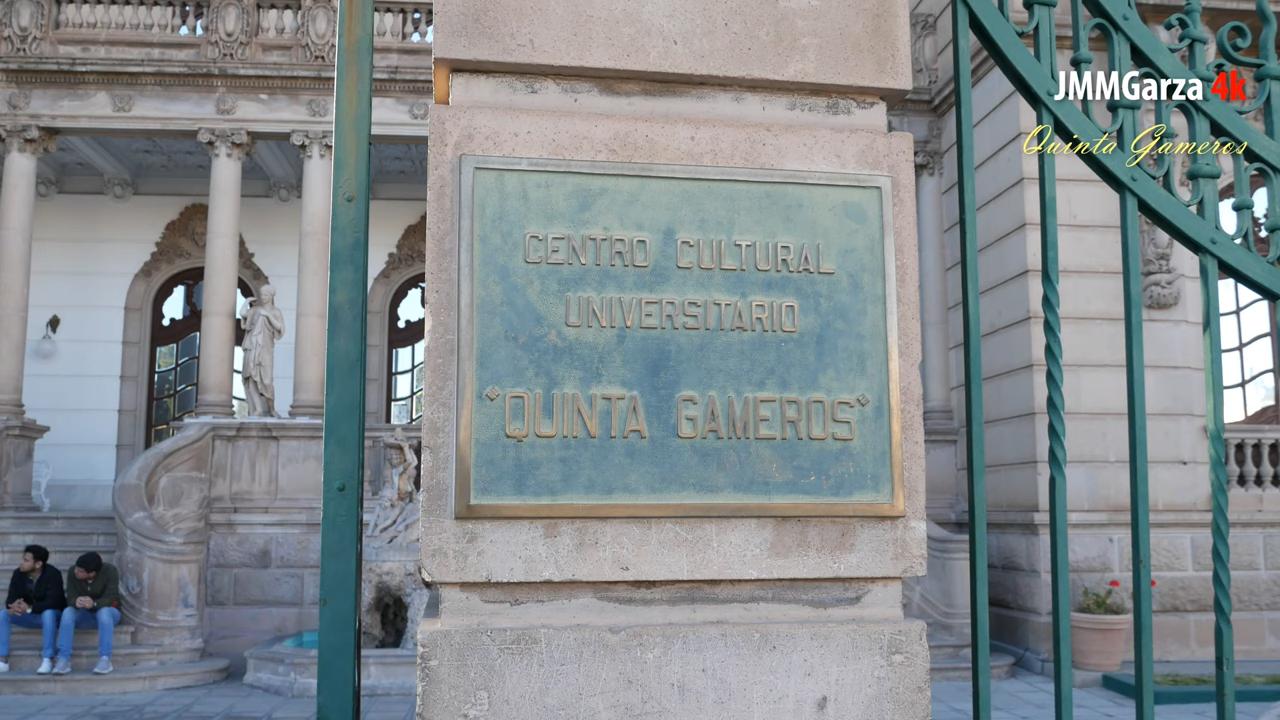 JMMGarza 4k
Quinta Gameros
CENTRO CULTURAL
UNIVERSITARIO
"QUINTA GAMEROS"